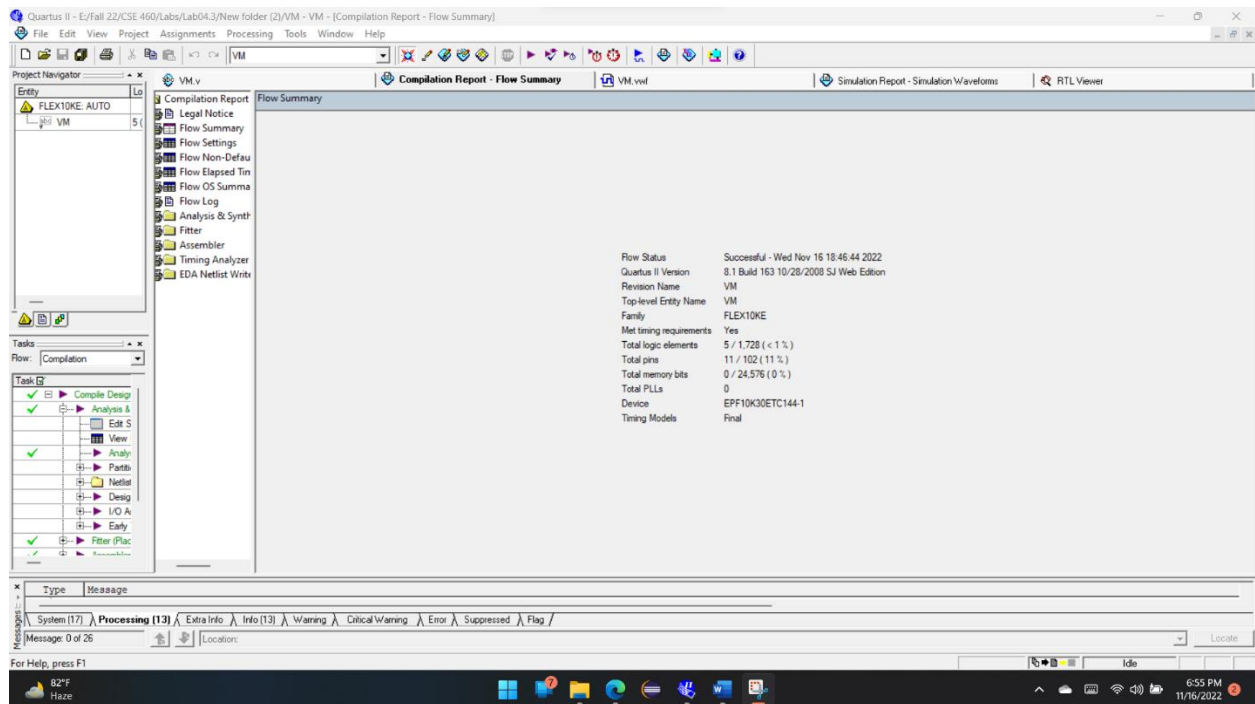 Quartus II - E:/Fall 22/CSE 460/Labs/Lab04.3/New folder (2)/VM - VM - [Compilation Report - Flow Summary]
File Edit View Project Assignments Processing Tools Window Help
VM
Project Navigator
Entity Lo
FLEX10KE: AUTO
VM 5 (
VM.v
Compilation Report - Flow Summary
VM.vwf
Simulation Report - Simulation Waveforms
RTL Viewer
Compilation Report
Legal Notice
Flow Summary
Flow Settings
Flow Non-Defau
Flow Elapsed Tim
Flow OS Summa
Flow Log
Analysis & Synth
Fitter
Assembler
Timing Analyzer
EDA Netlist Write
Flow Summary
Flow Status Successful - Wed Nov 16 18:46:44 2022
Quartus II Version 8.1 Build 163 10/28/2008 SJ Web Edition
Revision Name VM
Top-level Entity Name VM
Family FLEX10KE
Met timing requirements Yes
Total logic elements 5 / 1,728 ( < 1 % )
Total pins 11 / 102 ( 11 % )
Total memory bits 0 / 24,576 ( 0 % )
Total PLLs 0
Device EPF10K30ETC144-1
Timing Models Final
Tasks
Flow: Compilation
Task
Compile Design
Analysis &
Edit S
View
Analy
Partiti
Netlist
Desig
I/O A
Early
Fitter (Plac
Type Message
System (17) Processing (13) Extra Info Info (13) Warning Critical Warning Error Suppressed Flag
Messages
Message: 0 of 26 Location: Locate
For Help, press F1 Idle
82°F
Haze
6:55 PM
11/16/2022
2